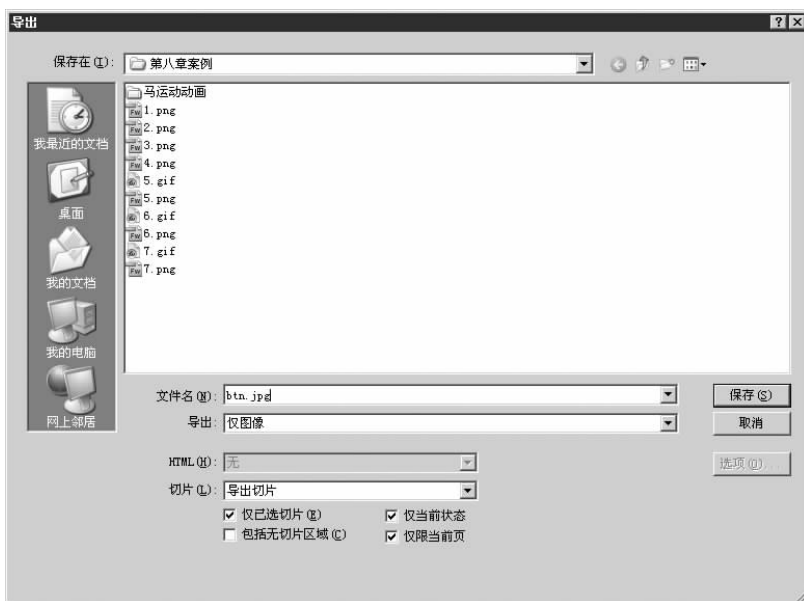 导出
保存在(I): 第八章案例
马运动动画
1.png
2.png
3.png
4.png
5.gif
5.png
6.gif
6.png
7.gif
7.png
我最近的文档
桌面
我的文档
我的电脑
网上邻居
文件名(N): btn.jpg 保存(S)
导出: 仅图像 取消
HTML(H): 无 选项(O)...
切片(L): 导出切片
仅已选切片(E) 仅当前状态
包括无切片区域(C) 仅限当前页